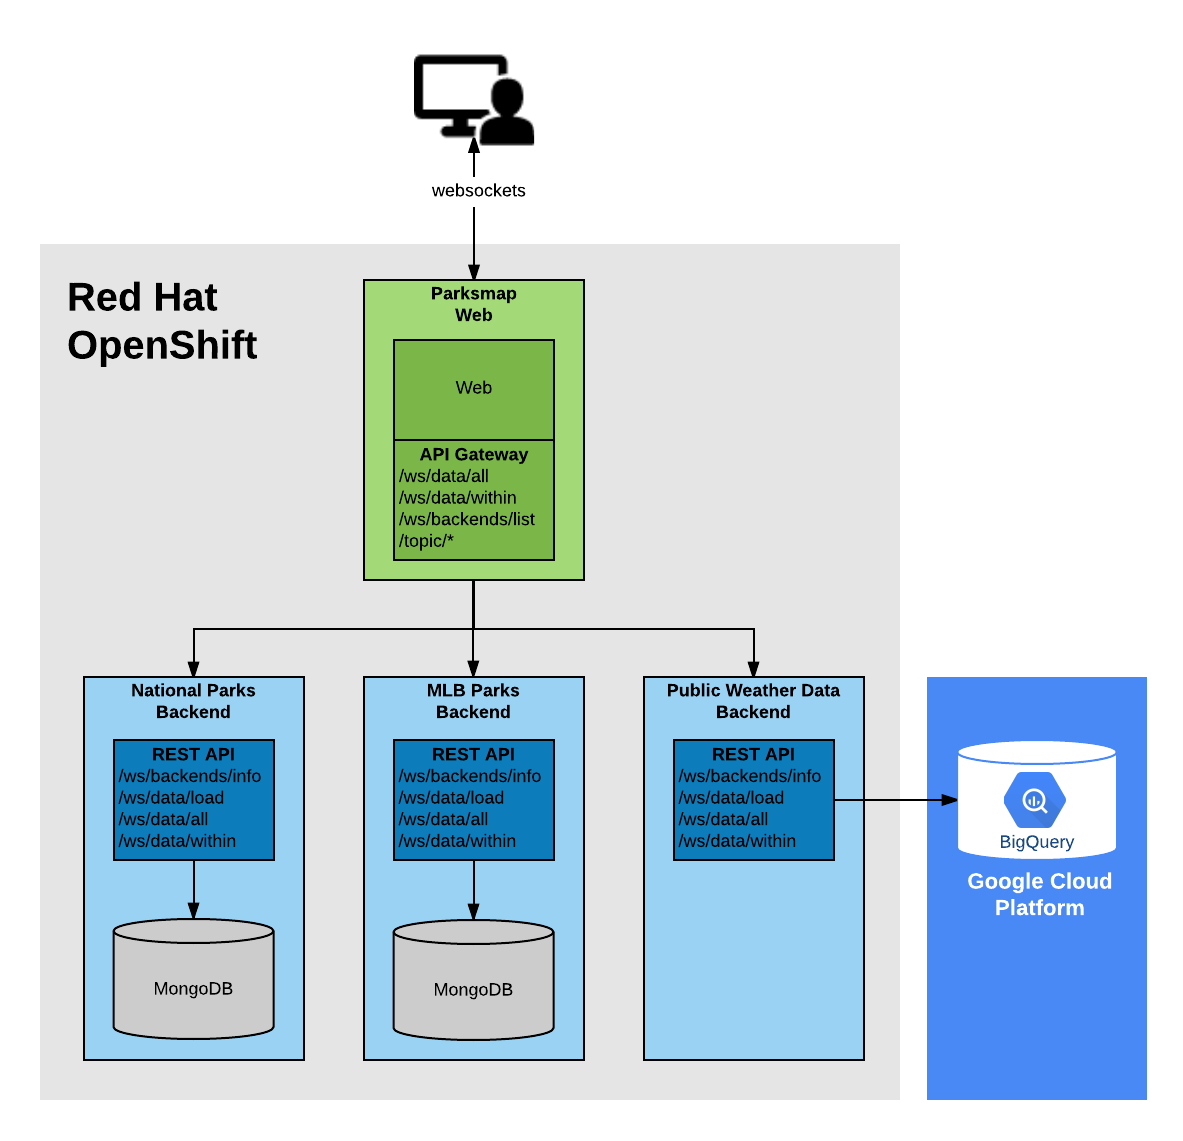 websockets
Red Hat
OpenShift
Parksmap
Web
Web
API Gateway
/ws/data/all
/ws/data/within
/ws/backends/list
/topic/*
National Parks
Backend
REST API
/ws/backends/info
/ws/data/load
/ws/data/all
/ws/data/within
MongoDB
MLB Parks
Backend
REST API
/ws/backends/info
/ws/data/load
/ws/data/all
/ws/data/within
MongoDB
Public Weather Data
Backend
REST API
/ws/backends/info
/ws/data/load
/ws/data/all
/ws/data/within
BigQuery
Google Cloud
Platform